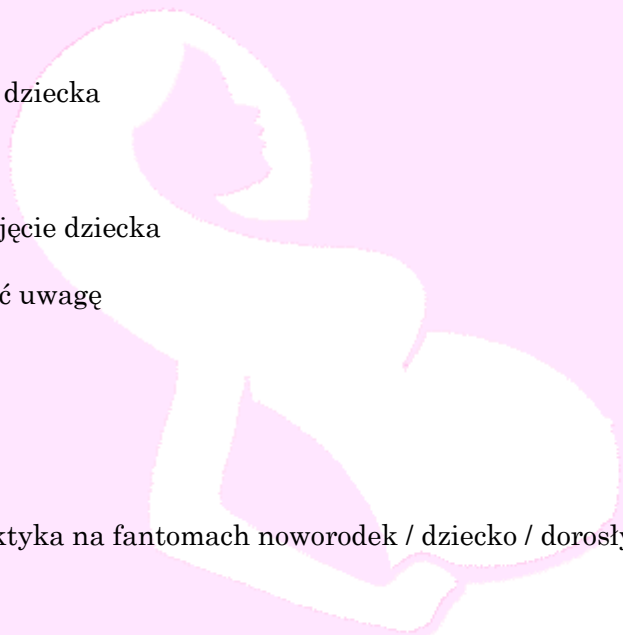 dziecka
jęcie dziecka
ć uwagę
ktyka na fantomach noworodek / dziecko / dorosły